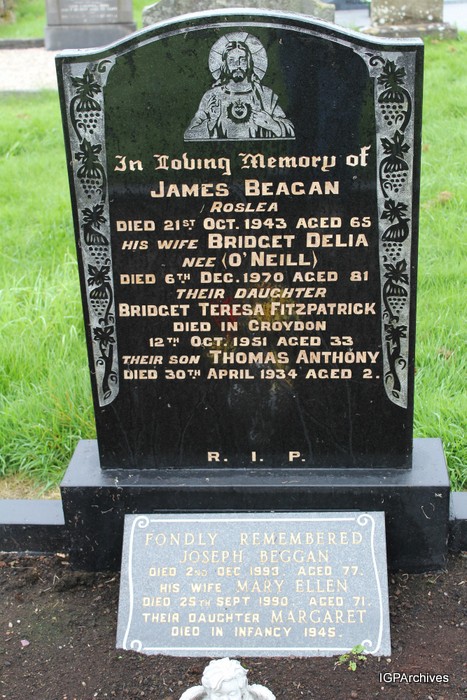 In Loving Memory of
JAMES BEAGAN
ROSLEA
DIED 21ST OCT. 1943 AGED 65
HIS WIFE BRIDGET DELIA
NEE (O'NEILL)
DIED 6TH DEC. 1970 AGED 81
THEIR DAUGHTER
BRIDGET TERESA FITZPATRICK
DIED IN CROYDON
12TH OCT. 1951 AGED 33
THEIR SON THOMAS ANTHONY
DIED 30TH APRIL 1934 AGED 2.
R. I. P.
FONDLY REMEMBERED
JOSEPH BEGGAN
DIED 2ND DEC 1993. AGED 77.
HIS WIFE MARY ELLEN
DIED 25TH SEPT 1990. AGED 71.
THEIR DAUGHTER MARGARET
DIED IN INFANCY 1945.
IGPArchives